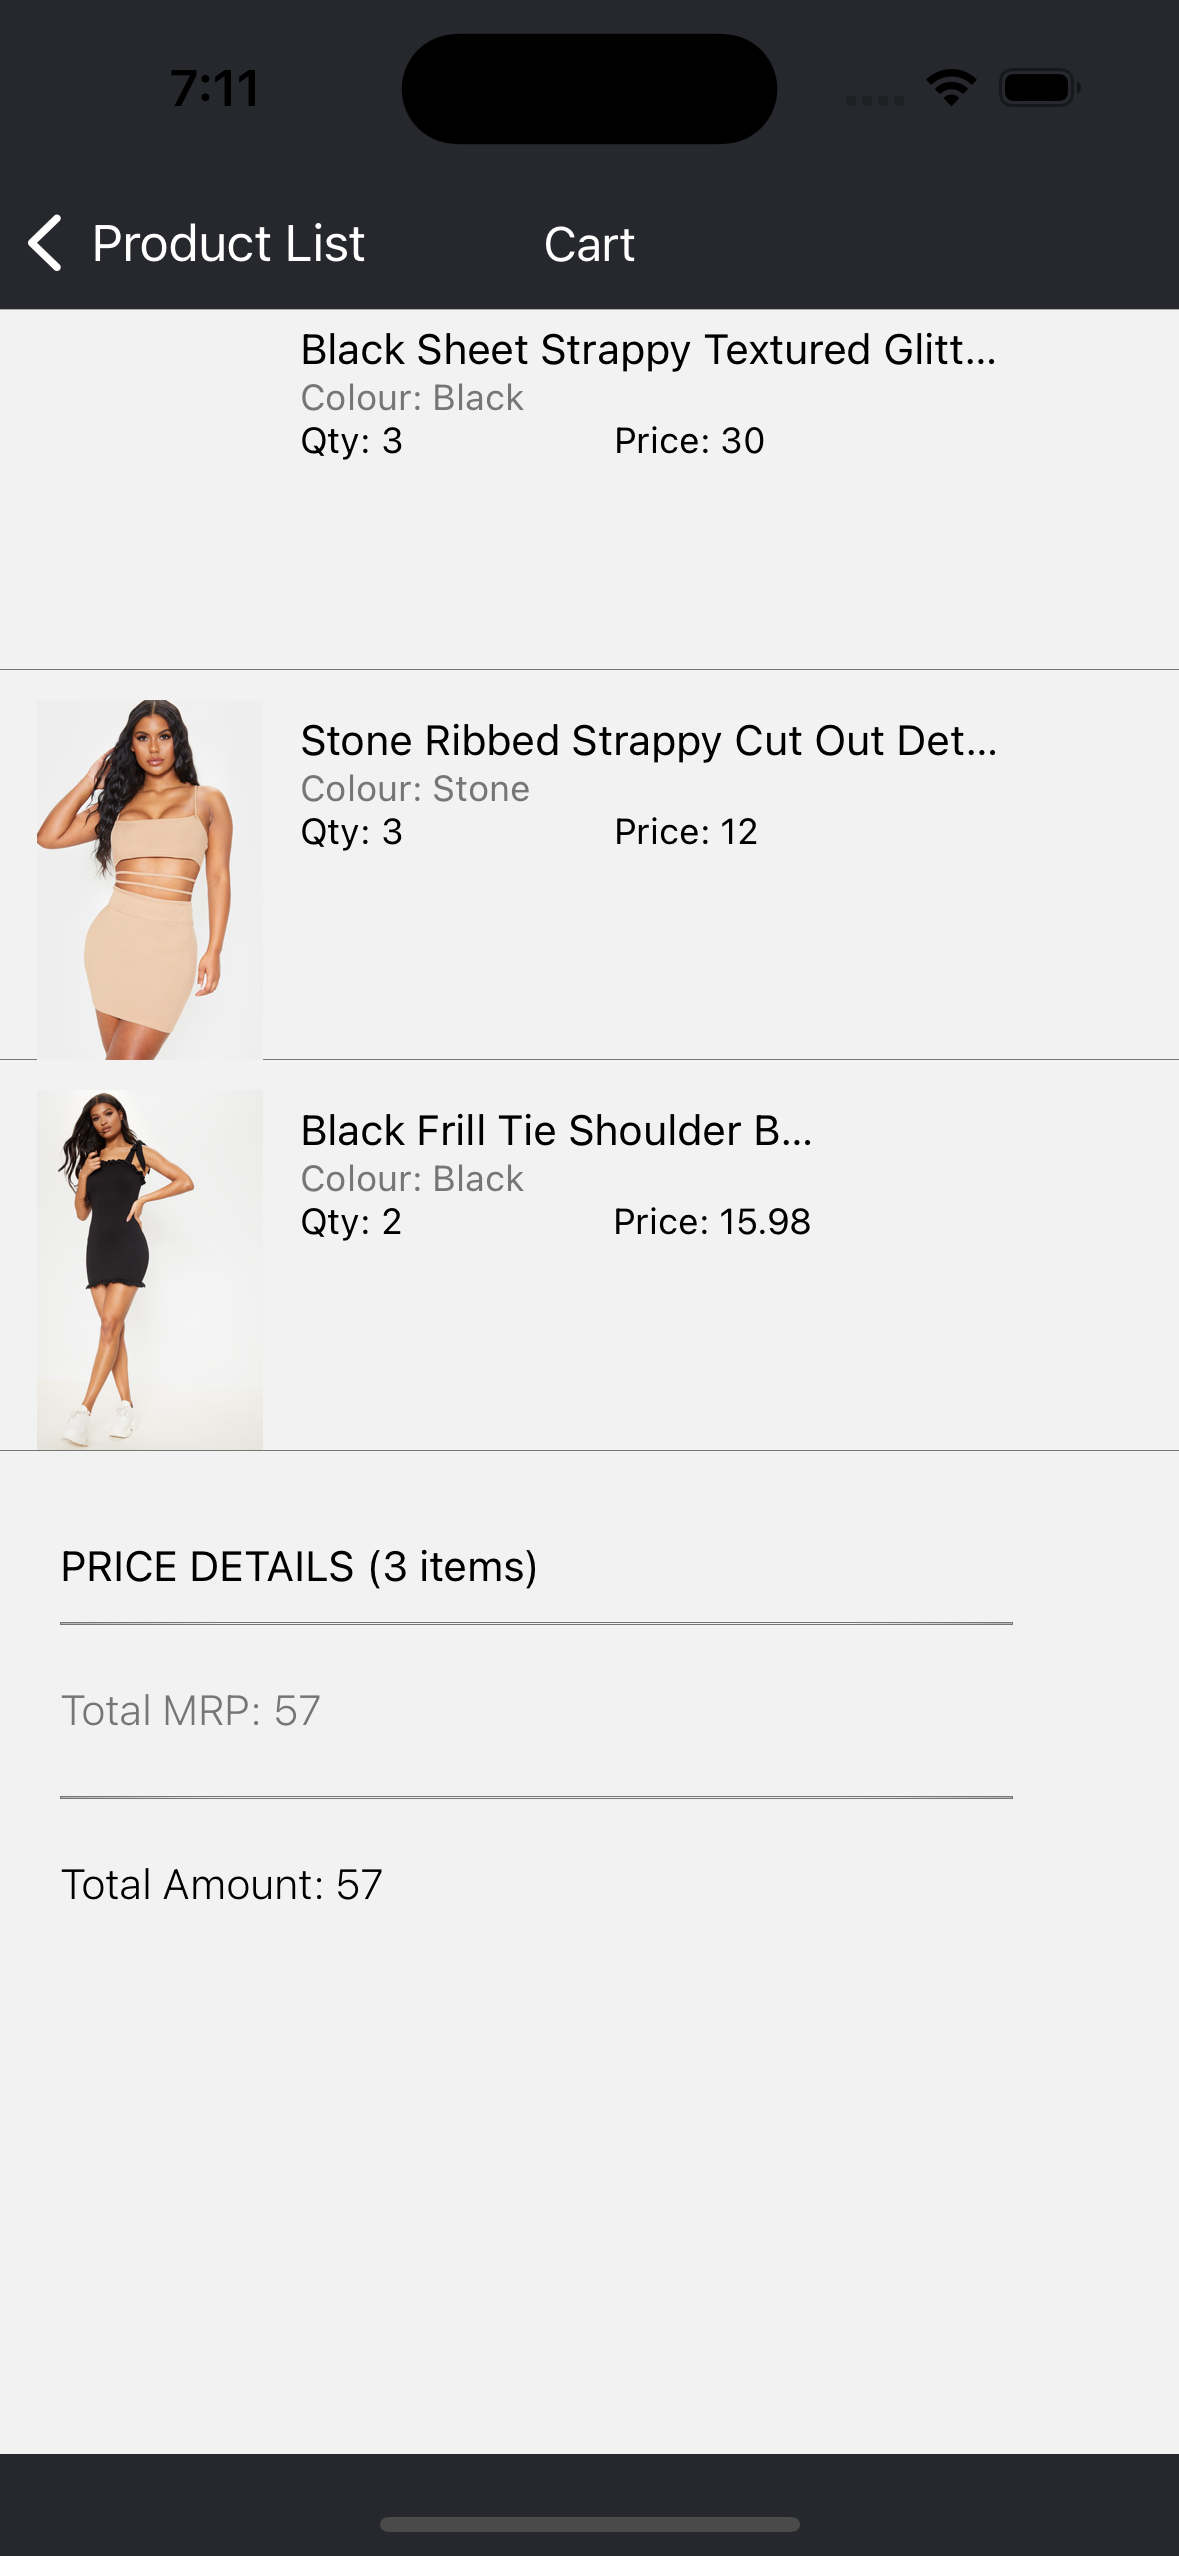 7:11
Product List
Cart
Black Sheet Strappy Textured Glitt...
Colour: Black
Qty: 3 Price: 30
Stone Ribbed Strappy Cut Out Det...
Colour: Stone
Qty: 3 Price: 12
Black Frill Tie Shoulder B...
Colour: Black
Qty: 2 Price: 15.98
PRICE DETAILS (3 items)
Total MRP: 57
Total Amount: 57